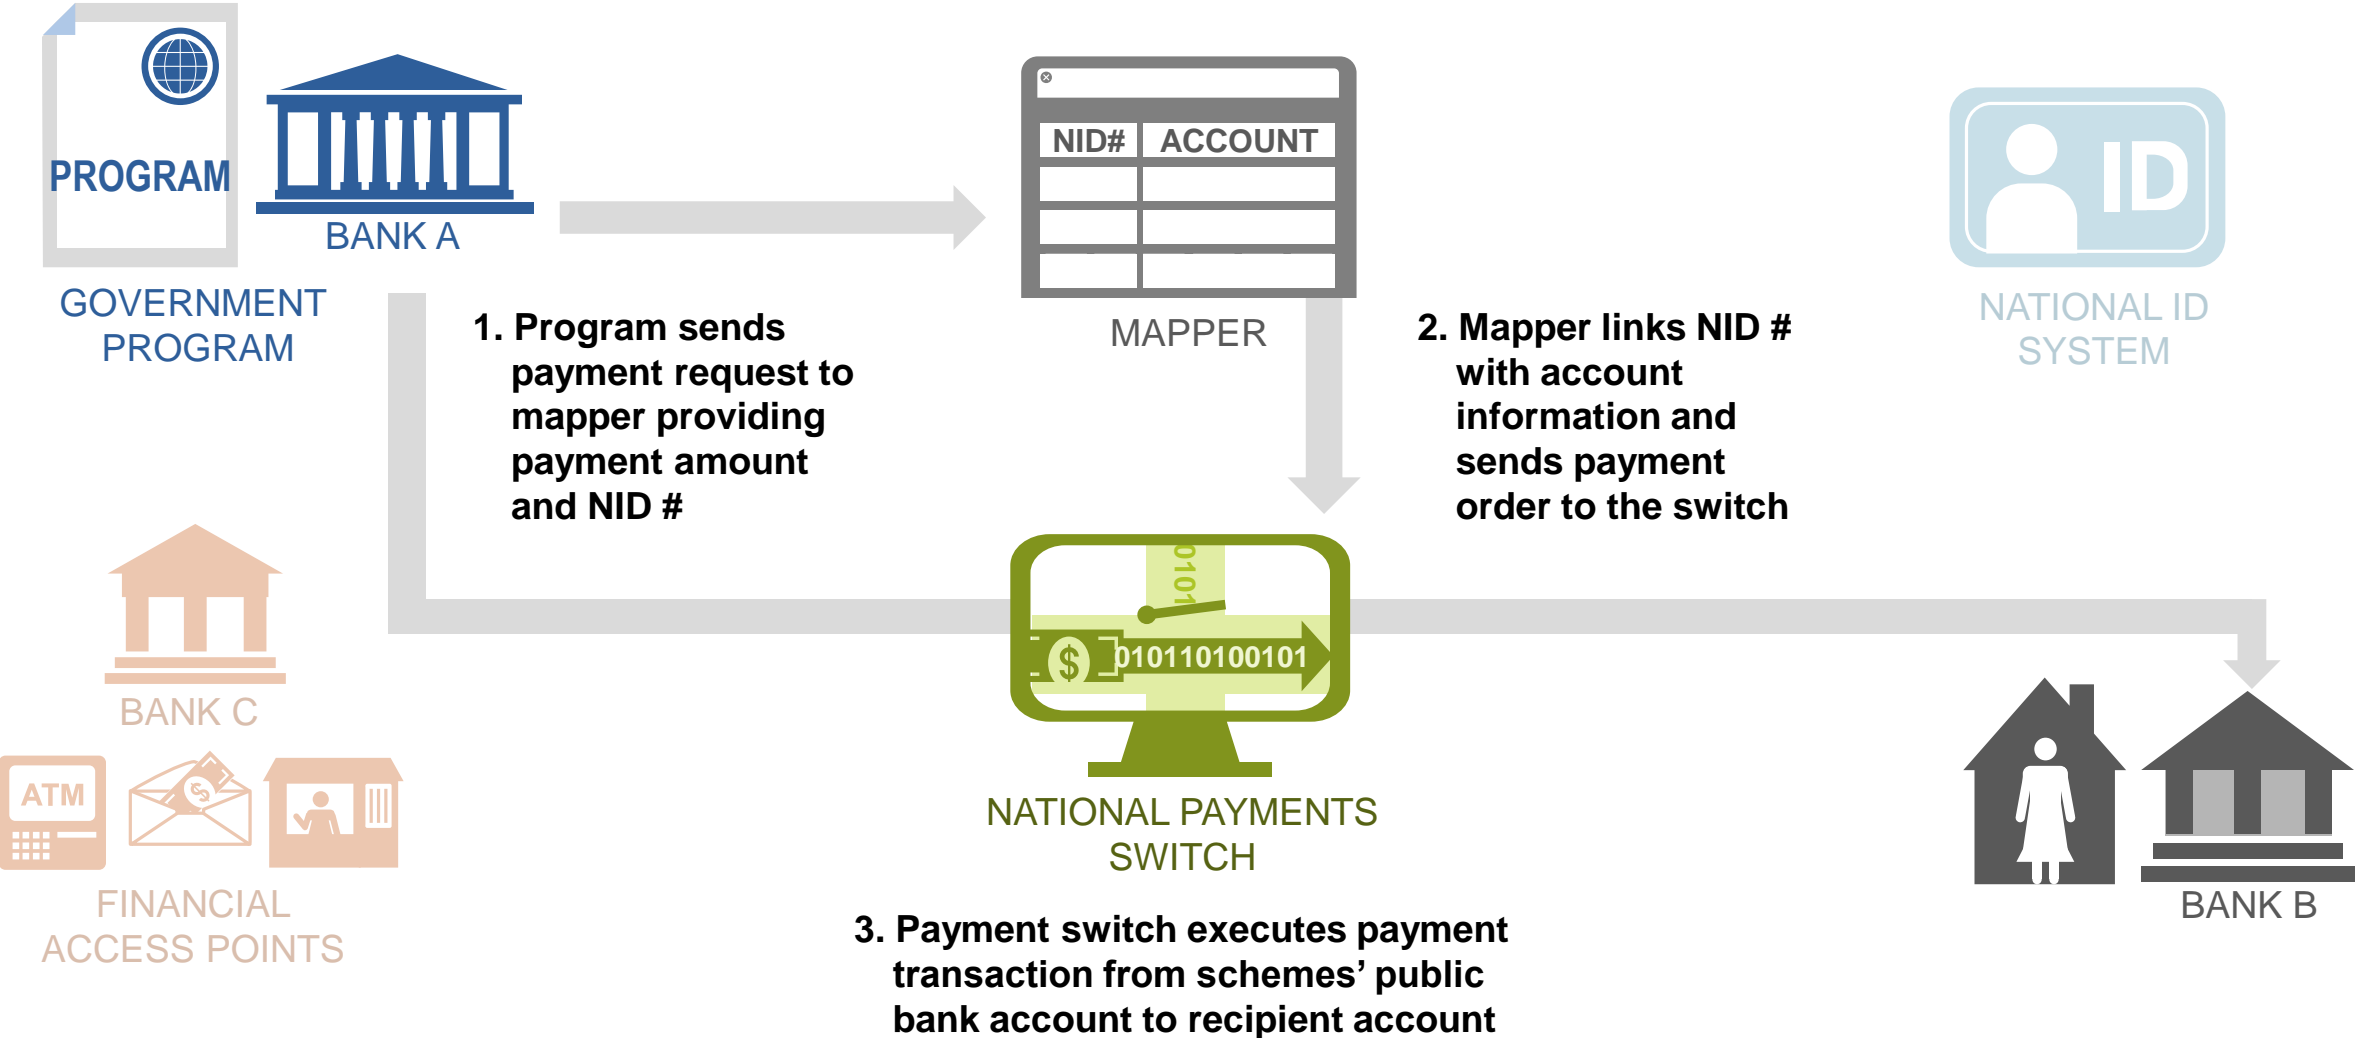 PROGRAM
BANK A
GOVERNMENT
PROGRAM
NID# ACCOUNT
MAPPER
ID
NATIONAL ID
SYSTEM
1. Program sends
payment request to
mapper providing
payment amount
and NID #
2. Mapper links NID #
with account
information and
sends payment
order to the switch
BANK C
ATM
$
FINANCIAL
ACCESS POINTS
0101
$ 010110100101
NATIONAL PAYMENTS
SWITCH
BANK B
3. Payment switch executes payment
transaction from schemes’ public
bank account to recipient account